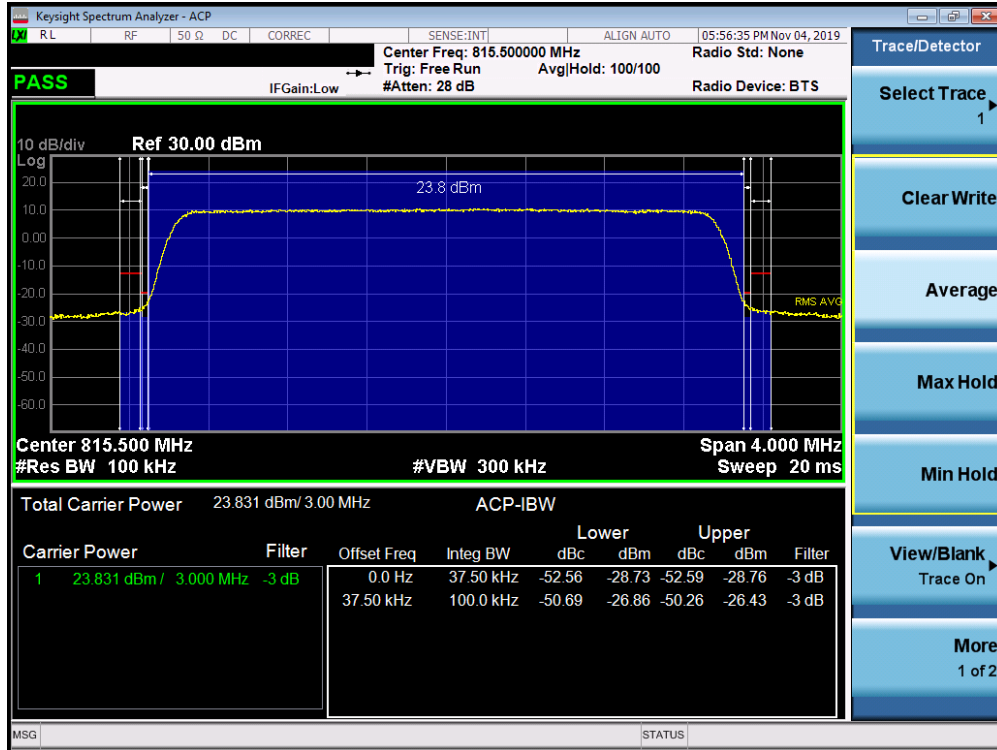 Keysight Spectrum Analyzer - ACP
LXI RL RF 50 Ω DC CORREC SENSE:INT ALIGN AUTO 05:56:35 PM Nov 04, 2019
Center Freq: 815.500000 MHz Radio Std: None
Trig: Free Run Avg|Hold: 100/100
PASS IFGain:Low #Atten: 28 dB Radio Device: BTS
10 dB/div Ref 30.00 dBm
Log
20.0
23.8 dBm
10.0
0.00
-10.0
-20.0
RMS AVG
-30.0
-40.0
-50.0
-60.0
Center 815.500 MHz Span 4.000 MHz
#Res BW 100 kHz #VBW 300 kHz Sweep 20 ms
Total Carrier Power 23.831 dBm/ 3.00 MHz ACP-IBW
Lower Upper
Carrier Power Filter Offset Freq Integ BW dBc dBm dBc dBm Filter
1 23.831 dBm / 3.000 MHz -3 dB 0.0 Hz 37.50 kHz -52.56 -28.73 -52.59 -28.76 -3 dB
37.50 kHz 100.0 kHz -50.69 -26.86 -50.26 -26.43 -3 dB
MSG STATUS
Trace/Detector
Select Trace
1
Clear Write
Average
Max Hold
Min Hold
View/Blank
Trace On
More
1 of 2